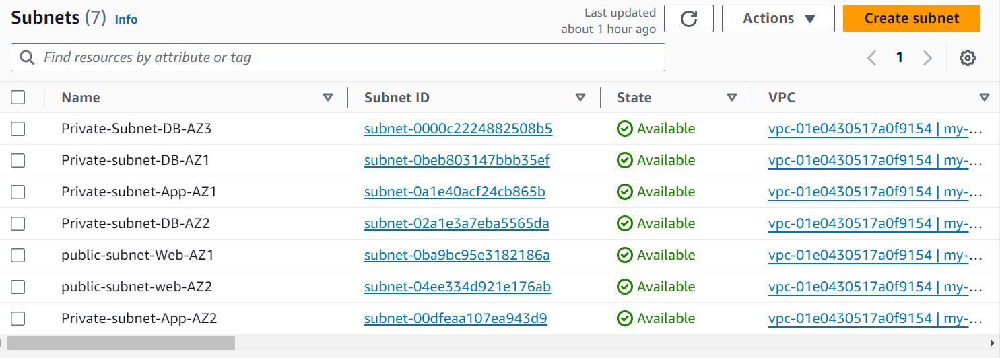 Subnets (7) Info
Last updated
about 1 hour ago
Actions
Create subnet
Find resources by attribute or tag
1
Name Subnet ID State VPC
Private-Subnet-DB-AZ3 subnet-0000c2224882508b5 Available vpc-01e0430517a0f9154 | my-...
Private-subnet-DB-AZ1 subnet-0beb803147bbb35ef Available vpc-01e0430517a0f9154 | my-...
Private-subnet-App-AZ1 subnet-0a1e40acf24cb865b Available vpc-01e0430517a0f9154 | my-...
Private-subnet-DB-AZ2 subnet-02a1e3a7eba5565da Available vpc-01e0430517a0f9154 | my-...
public-subnet-Web-AZ1 subnet-0ba9bc95e3182186a Available vpc-01e0430517a0f9154 | my-...
public-subnet-web-AZ2 subnet-04ee334d921e176ab Available vpc-01e0430517a0f9154 | my-...
Private-subnet-App-AZ2 subnet-00dfeaa107ea943d9 Available vpc-01e0430517a0f9154 | my-...